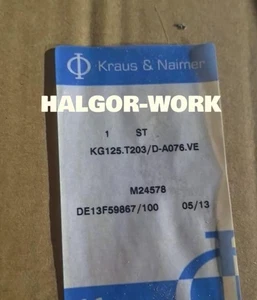 Kraus & Naimer
HALGOR-WORK
1 ST
KG125.T203/D-A076.VE
M24578
DE13F59867/100 05/13